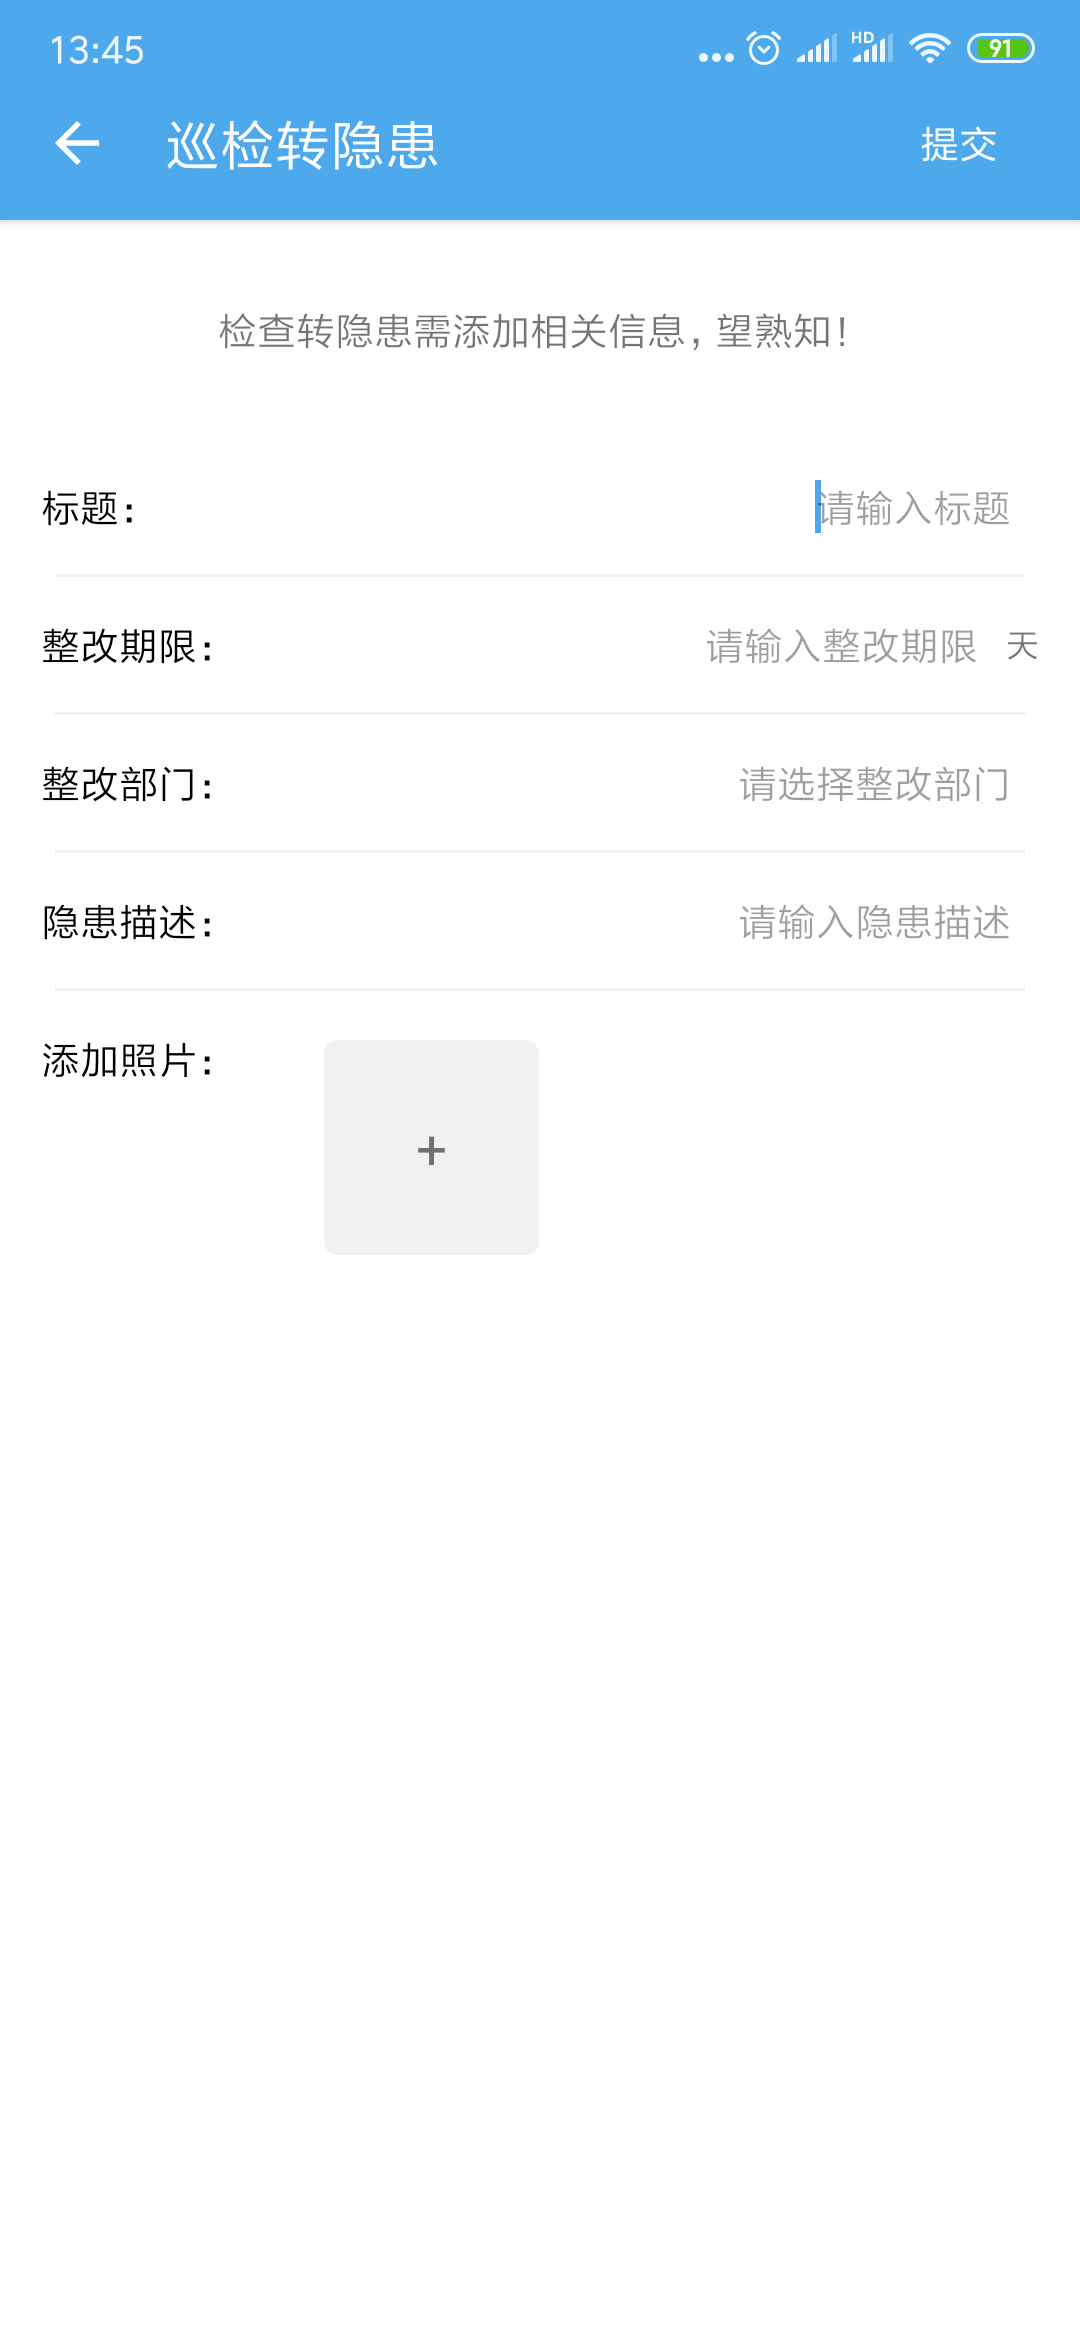 13:45 HD 91
巡检转隐患 提交
检查转隐患需添加相关信息，望熟知！
标题： 请输入标题
整改期限： 请输入整改期限 天
整改部门： 请选择整改部门
隐患描述： 请输入隐患描述
添加照片：
+